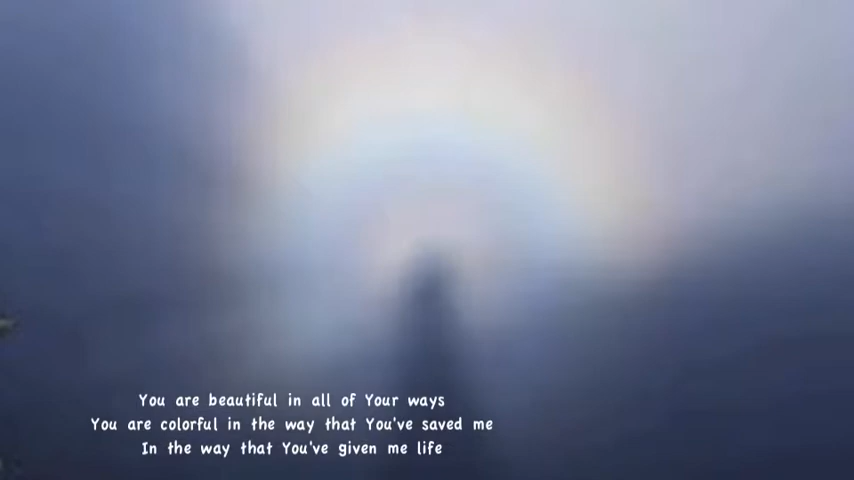 You are beautiful in all of Your ways
You are colorful in the way that You've saved me
In the way that You've given me life